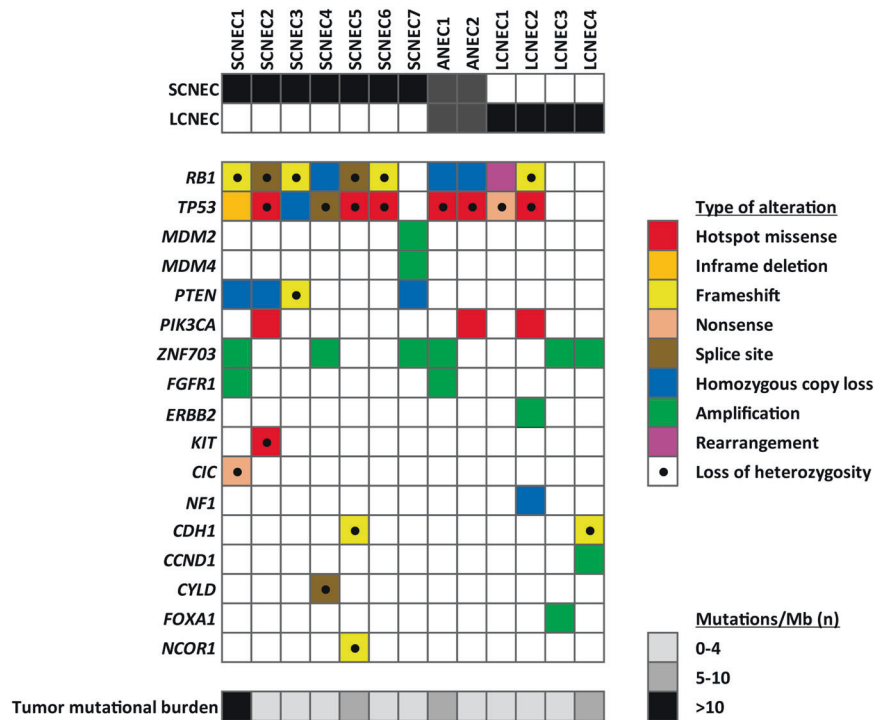 SCNEC1 SCNEC2 SCNEC3 SCNEC4 SCNEC5 SCNEC6 SCNEC7 ANEC1 ANEC2 LCNEC1 LCNEC2 LCNEC3 LCNEC4
SCNEC
LCNEC
RB1
TP53
MDM2
MDM4
PTEN
PIK3CA
ZNF703
FGFR1
ERBB2
KIT
CIC
NF1
CDH1
CCND1
CYLD
FOXA1
NCOR1
Tumor mutational burden
Type of alteration
Hotspot missense
Inframe deletion
Frameshift
Nonsense
Splice site
Homozygous copy loss
Amplification
Rearrangement
Loss of heterozygosity
Mutations/Mb (n)
0-4
5-10
>10